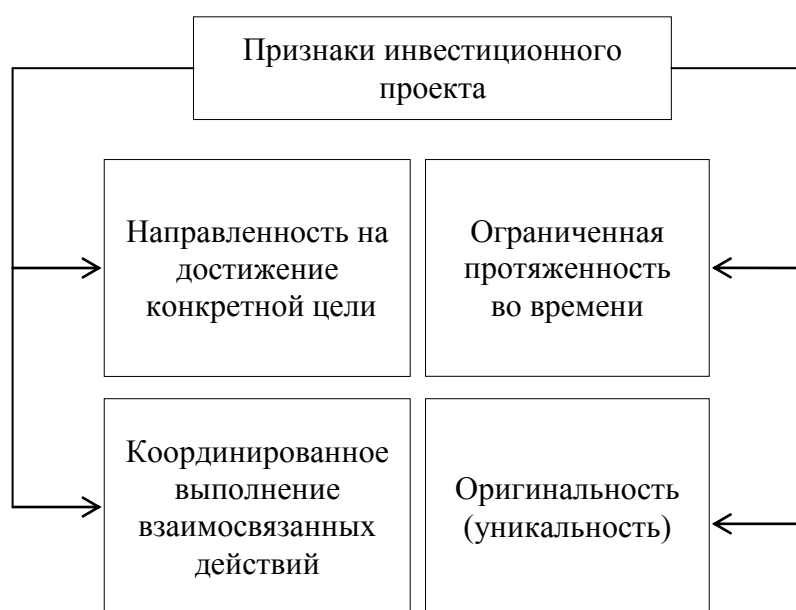 Признаки инвестиционного
проекта
Направленность на
достижение
конкретной цели
Ограниченная
протяженность
во времени
Координированное
выполнение
взаимосвязанных
действий
Оригинальность
(уникальность)